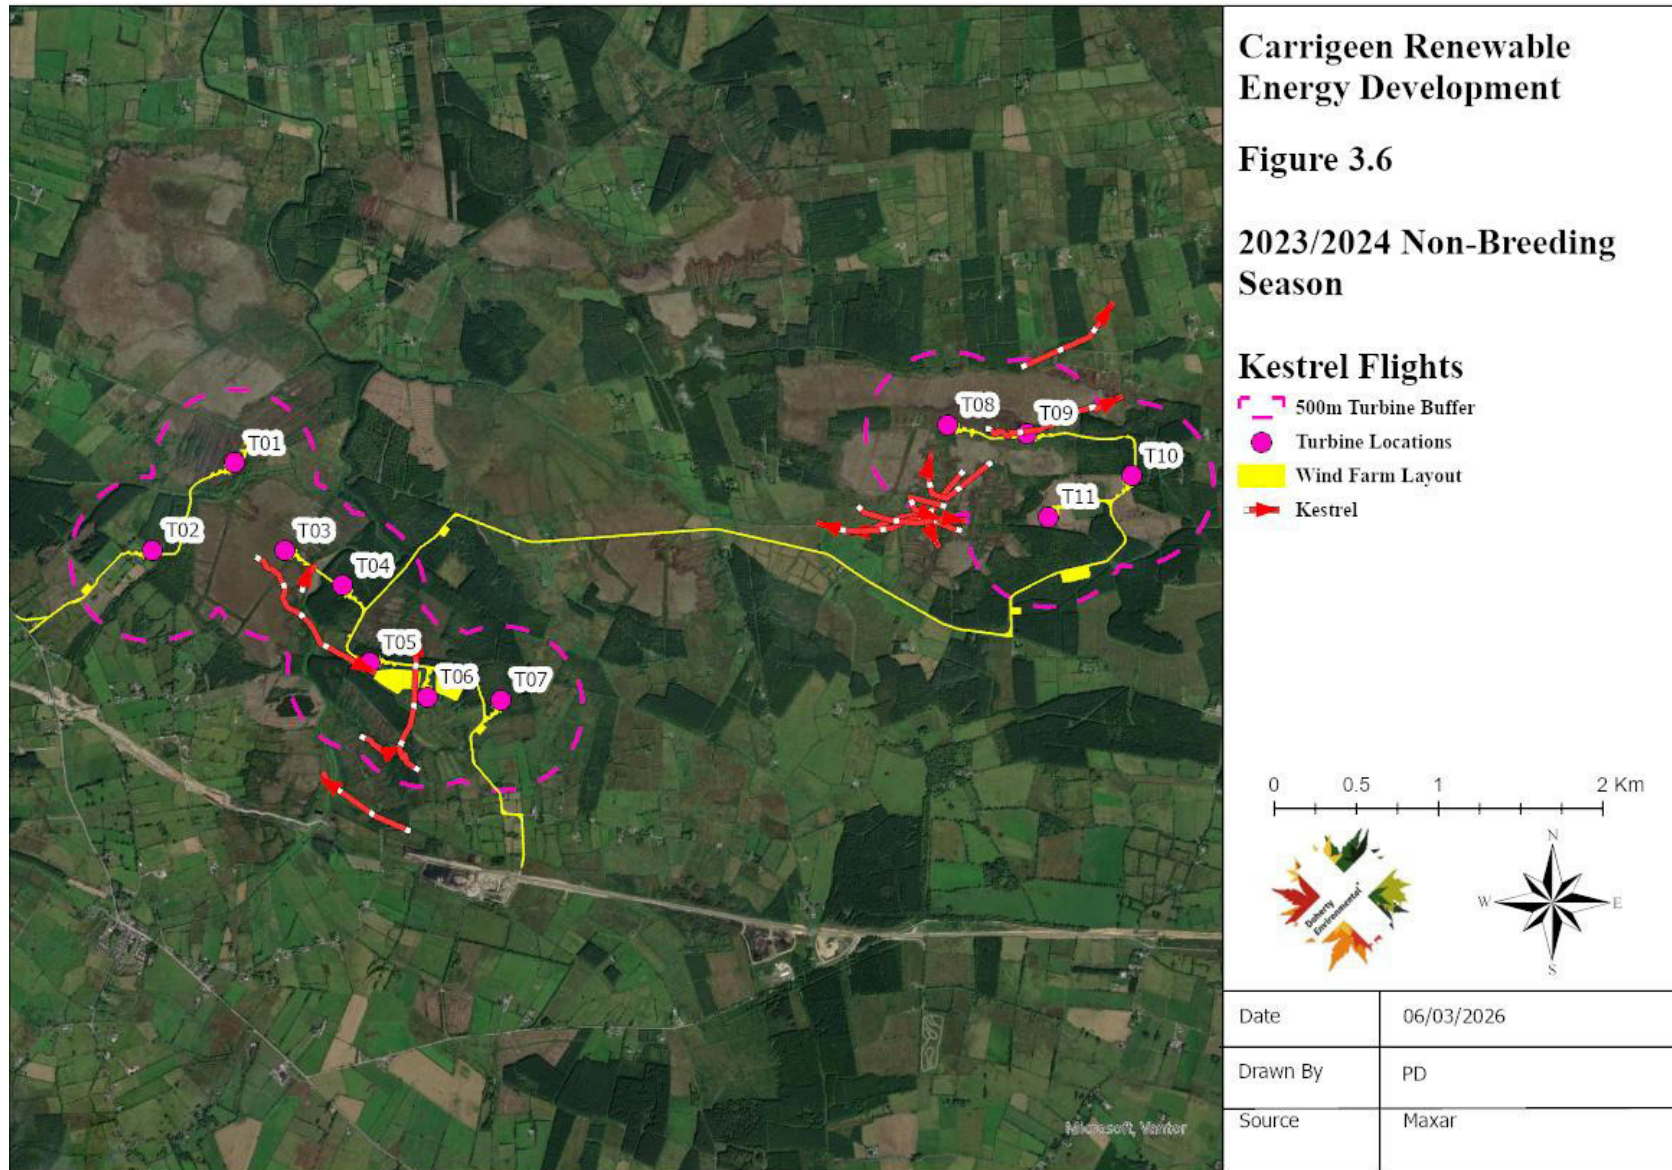 Carrigeen Renewable
Energy Development
Figure 3.6
2023/2024 Non-Breeding
Season
Kestrel Flights
500m Turbine Buffer
Turbine Locations
Wind Farm Layout
Kestrel
T01
T02
T03
T04
T05
T06
T07
T08
T09
T10
T11
0 0.5 1 2 Km
N
W E
S
Doherty
Environmental
Date 06/03/2026
Drawn By PD
Source Maxar
Microsoft, Vantor